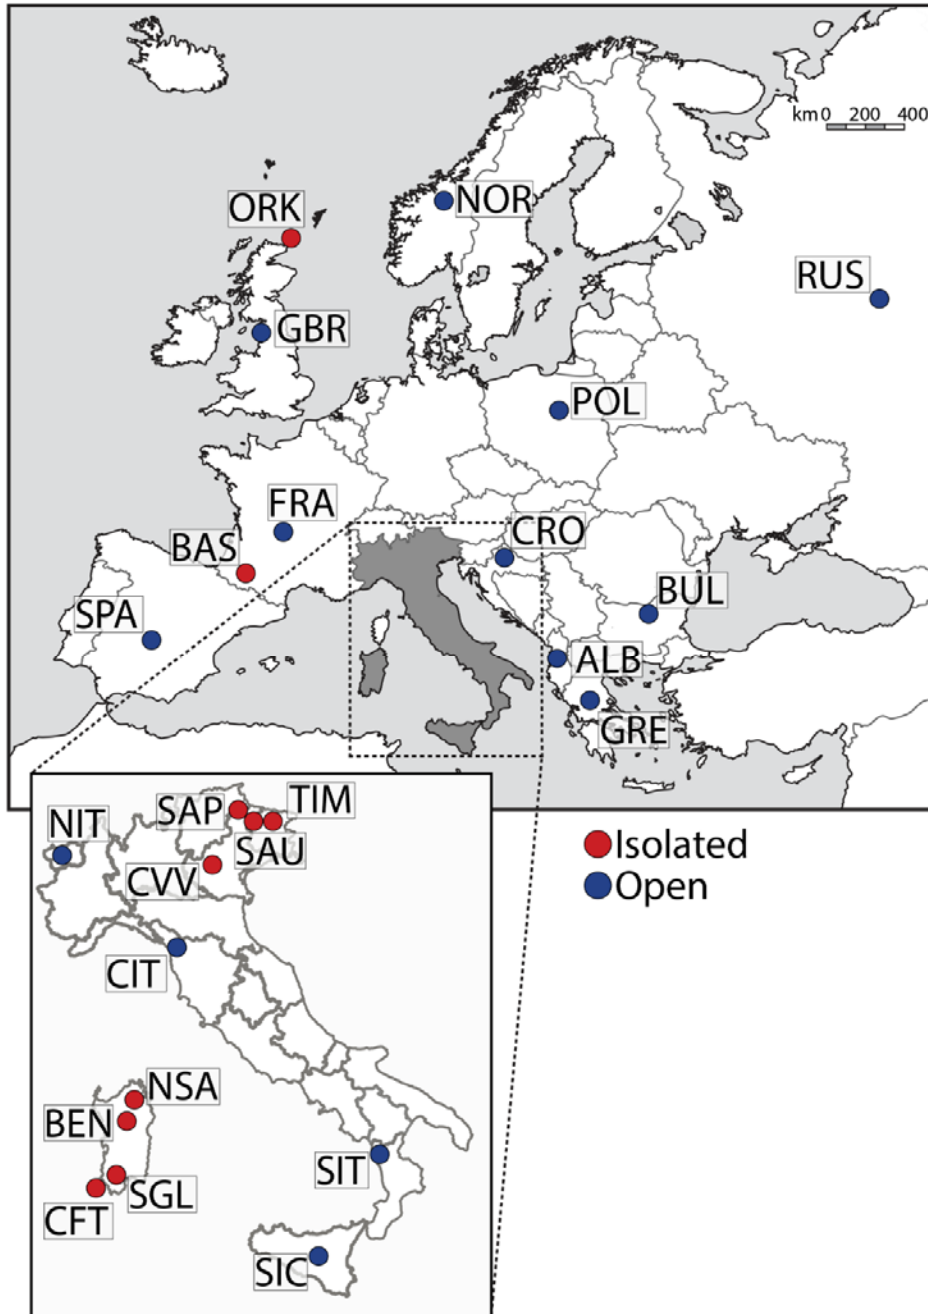 km 0 200 400
ORK
NOR
RUS
GBR
POL
FRA
CRO
BAS
BUL
SPA
ALB
GRE
SAP
TIM
NIT
SAU
CVV
CIT
NSA
BEN
SIT
SGL
CFT
SIC
Isolated
Open